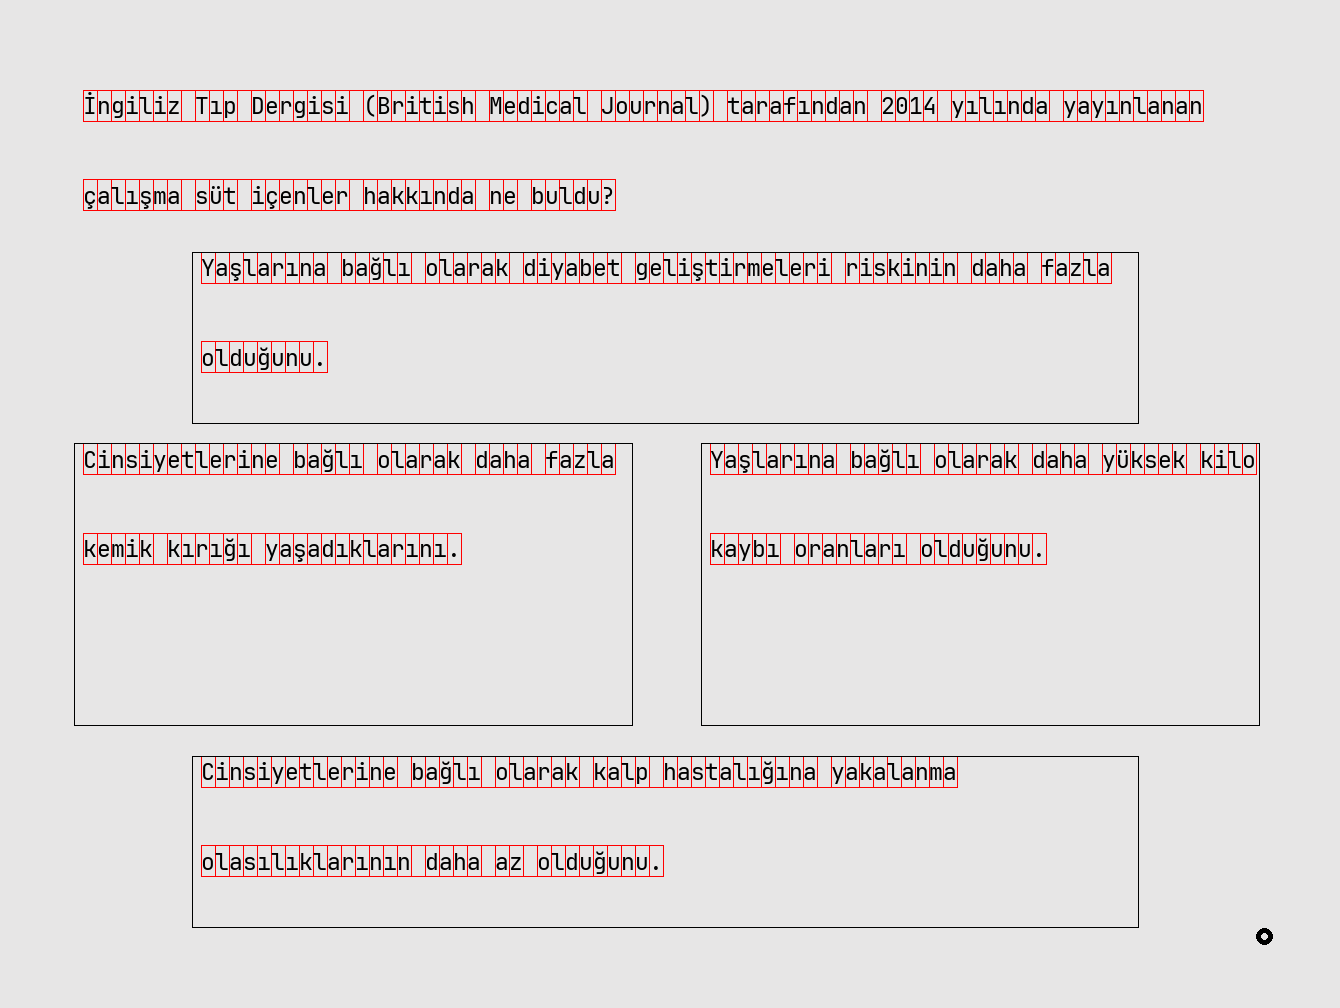 İngiliz Tıp Dergisi (British Medical Journal) tarafından 2014 yılında yayınlanan
çalışma süt içenler hakkında ne buldu?
Yaşlarına bağlı olarak diyabet geliştirmeleri riskinin daha fazla
olduğunu.
Cinsiyetlerine bağlı olarak daha fazla
kemik kırığı yaşadıklarını.
Yaşlarına bağlı olarak daha yüksek kilo
kaybı oranları olduğunu.
Cinsiyetlerine bağlı olarak kalp hastalığına yakalanma
olasılıklarının daha az olduğunu.